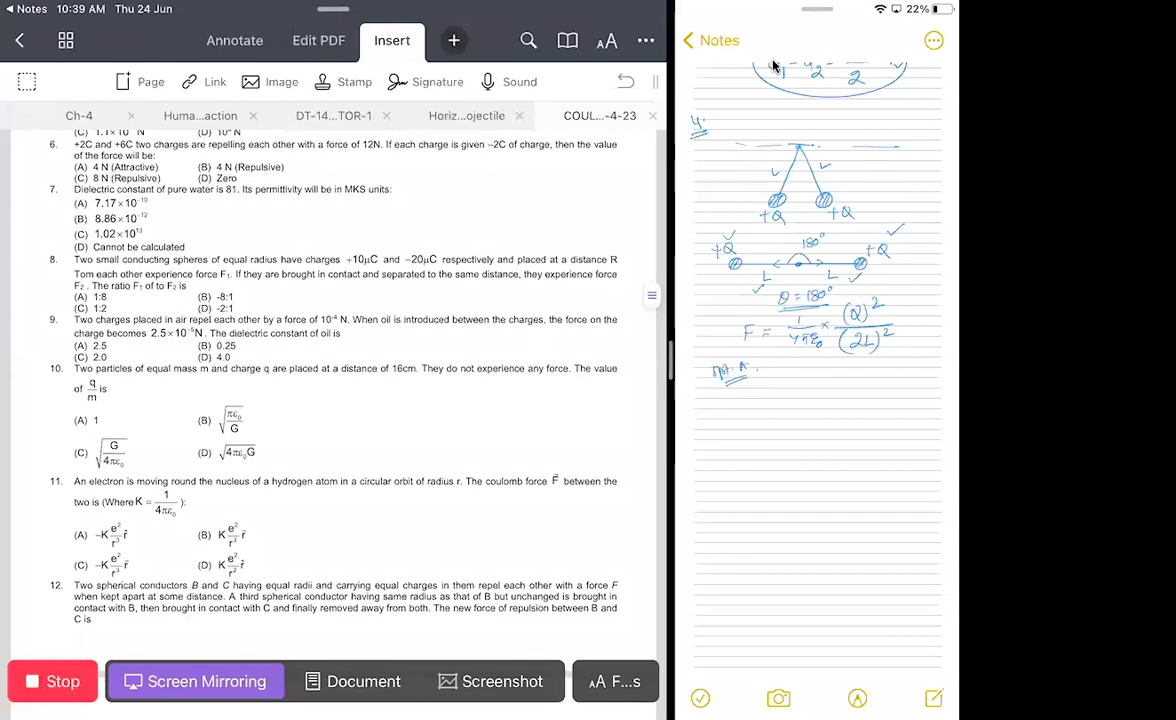 Notes 10:39 AM Thu 24 Jun
22%
Annotate Edit PDF Insert
Page Link Image Stamp Signature Sound
Ch-4 Huma...action DT-14...TOR-1 Horiz...ojectile COUL...-4-23
(C) 1.1×10 N (D) 10 N
6. +2C and +6C two charges are repelling each other with a force of 12N. If each charge is given –2C of charge, then the value
of the force will be:
(A) 4 N (Attractive) (B) 4 N (Repulsive)
(C) 8 N (Repulsive) (D) Zero
7. Dielectric constant of pure water is 81. Its permittivity will be in MKS units:
(A) 7.17×10⁻¹⁰
(B) 8.86×10⁻¹²
(C) 1.02×10¹³
(D) Cannot be calculated
8. Two small conducting spheres of equal radius have charges +10μC and –20μC respectively and placed at a distance R
Tom each other experience force F₁. If they are brought in contact and separated to the same distance, they experience force
F₂. The ratio F₁ of to F₂ is
(A) 1:8 (B) -8:1
(C) 1:2 (D) -2:1
9. Two charges placed in air repel each other by a force of 10⁻⁴ N. When oil is introduced between the charges, the force on the
charge becomes 2.5×10⁻⁵N. The dielectric constant of oil is
(A) 2.5 (B) 0.25
(C) 2.0 (D) 4.0
10. Two particles of equal mass m and charge q are placed at a distance of 16cm. They do not experience any force. The value
of q/m is
(A) 1 (B) √(πε₀/G)
(C) √(G/4πε₀) (D) √(4πε₀G)
11. An electron is moving round the nucleus of a hydrogen atom in a circular orbit of radius r. The coulomb force F⃗ between the
two is (Where K = 1/4πε₀):
(A) –K e²/r³ r̂ (B) K e²/r³ r⃗
(C) –K e²/r³ r⃗ (D) K e²/r² r̂
12. Two spherical conductors B and C having equal radii and carrying equal charges in them repel each other with a force F
when kept apart at some distance. A third spherical conductor having same radius as that of B but unchanged is brought in
contact with B, then brought in contact with C and finally removed away from both. The new force of repulsion between B and
C is
Stop Screen Mirroring Document Screenshot AA F...s
Notes
2 2
4.
L L
+Q +Q
180°
+Q +Q
L L
θ = 180°
F = 1/4πε₀ × (Q)²/(2L)²
opt. A.